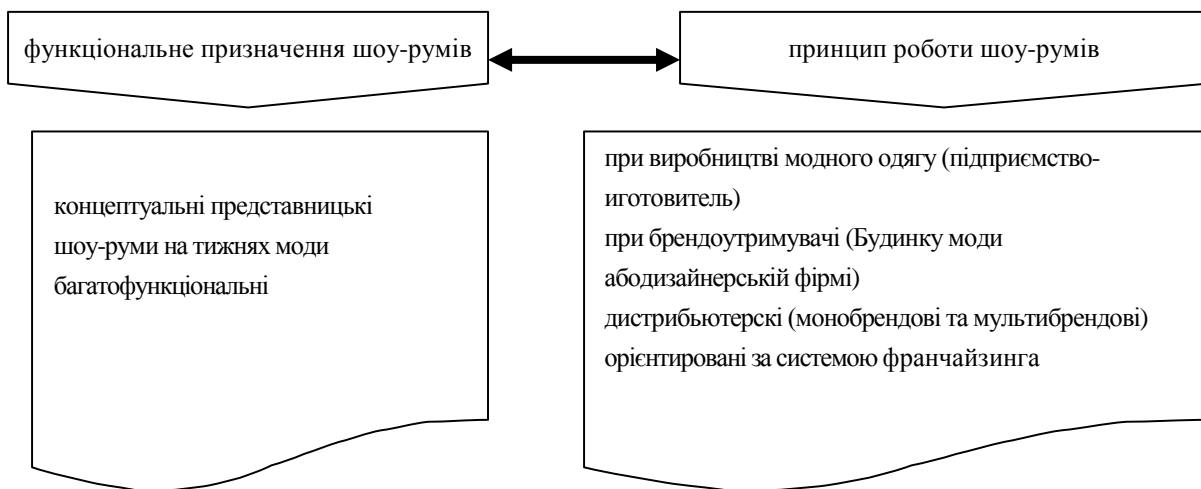 функціональне призначення шоу-румів
принцип роботи шоу-румів
концептуальні представницькі
шоу-руми на тижнях моди
багатофункціональні
при виробництві модного одягу (підприємство-
иготовитель)
при брендоутримувачі (Будинку моди
абодизайнерській фірмі)
дистрибьютерскі (монобрендові та мультибрендові)
орієнтировані за системою франчайзинга